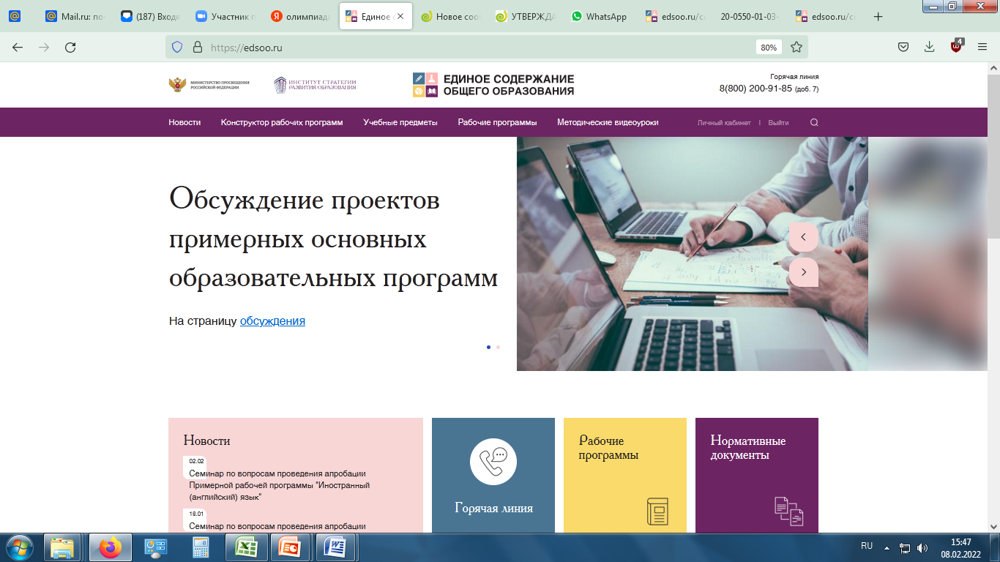 Mail.ru: поч
(187) Входя
Участник п
олимпиада
Единое с
Новое соо
УТВЕРЖДА
WhatsApp
edsoo.ru/c
20-0550-01-03-
edsoo.ru/c
https://edsoo.ru
80%
4
МИНИСТЕРСТВО ПРОСВЕЩЕНИЯ
РОССИЙСКОЙ ФЕДЕРАЦИИ
ИНСТИТУТ СТРАТЕГИИ
РАЗВИТИЯ ОБРАЗОВАНИЯ
ЕДИНОЕ СОДЕРЖАНИЕ
ОБЩЕГО ОБРАЗОВАНИЯ
Горячая линия
8(800) 200-91-85 (доб. 7)
Новости
Конструктор рабочих программ
Учебные предметы
Рабочие программы
Методические видеоуроки
Личный кабинет | Выйти
Обсуждение проектов
примерных основных
образовательных программ
На страницу обсуждения
Новости
02.02
Семинар по вопросам проведения апробации
Примерной рабочей программы "Иностранный
(английский) язык"
18.01
Семинар по вопросам проведения апробации
Горячая линия
Рабочие
программы
Нормативные
документы
RU
15:47
08.02.2022